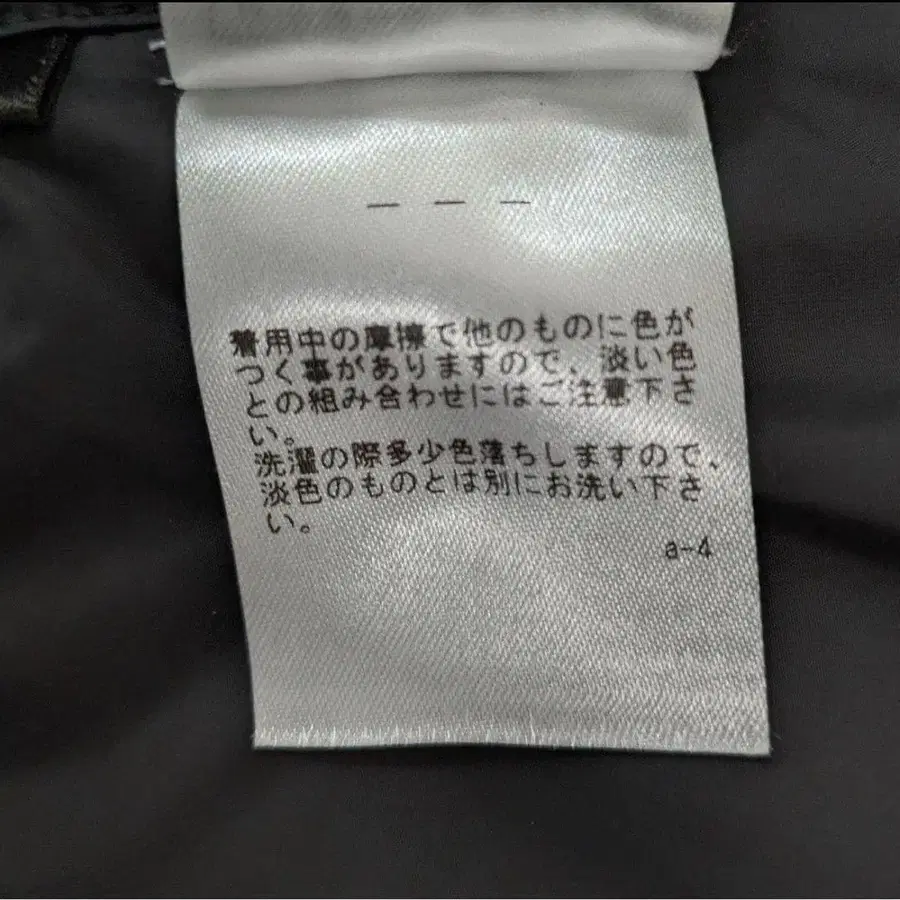 — — —
着用中の摩擦で他のものに色が
つく事がありますので、淡い色
との組み合わせにはご注意下さ
い。
洗濯の際多少色落ちしますので、
淡色のものとは別にお洗い下さ
い。
a-4